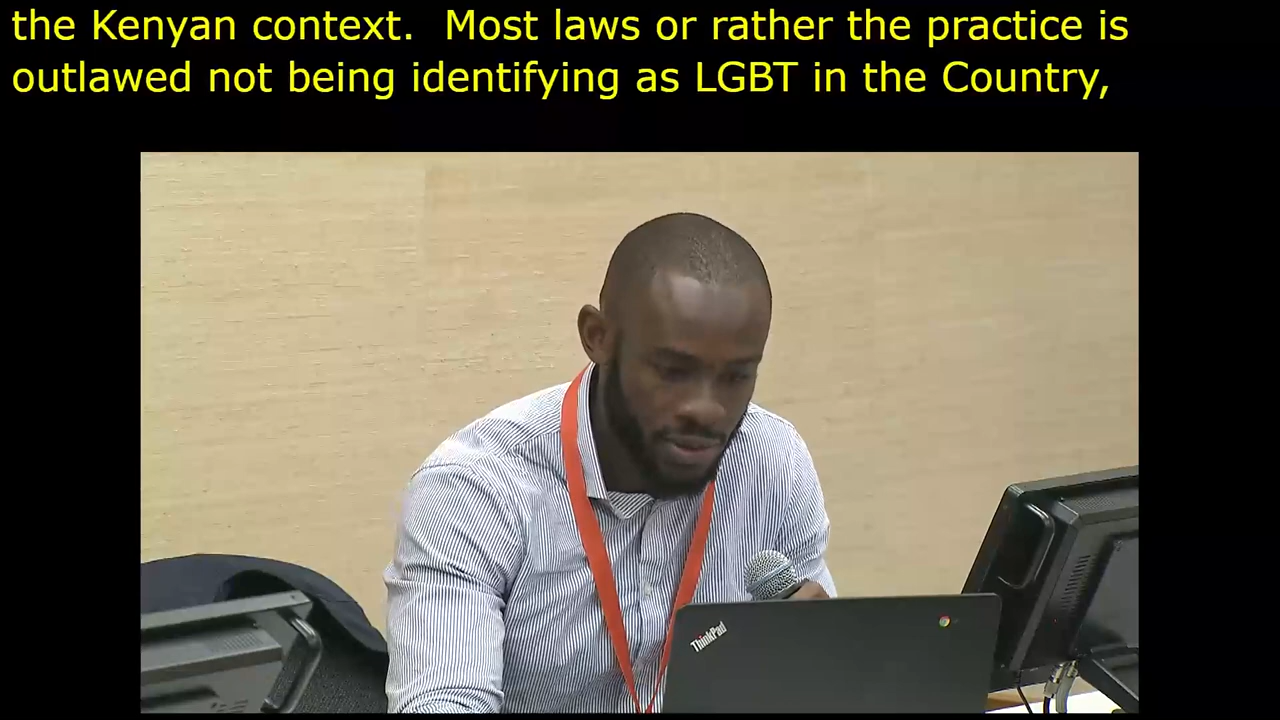 the Kenyan context.  Most laws or rather the practice is
outlawed not being identifying as LGBT in the Country,
ThinkPad